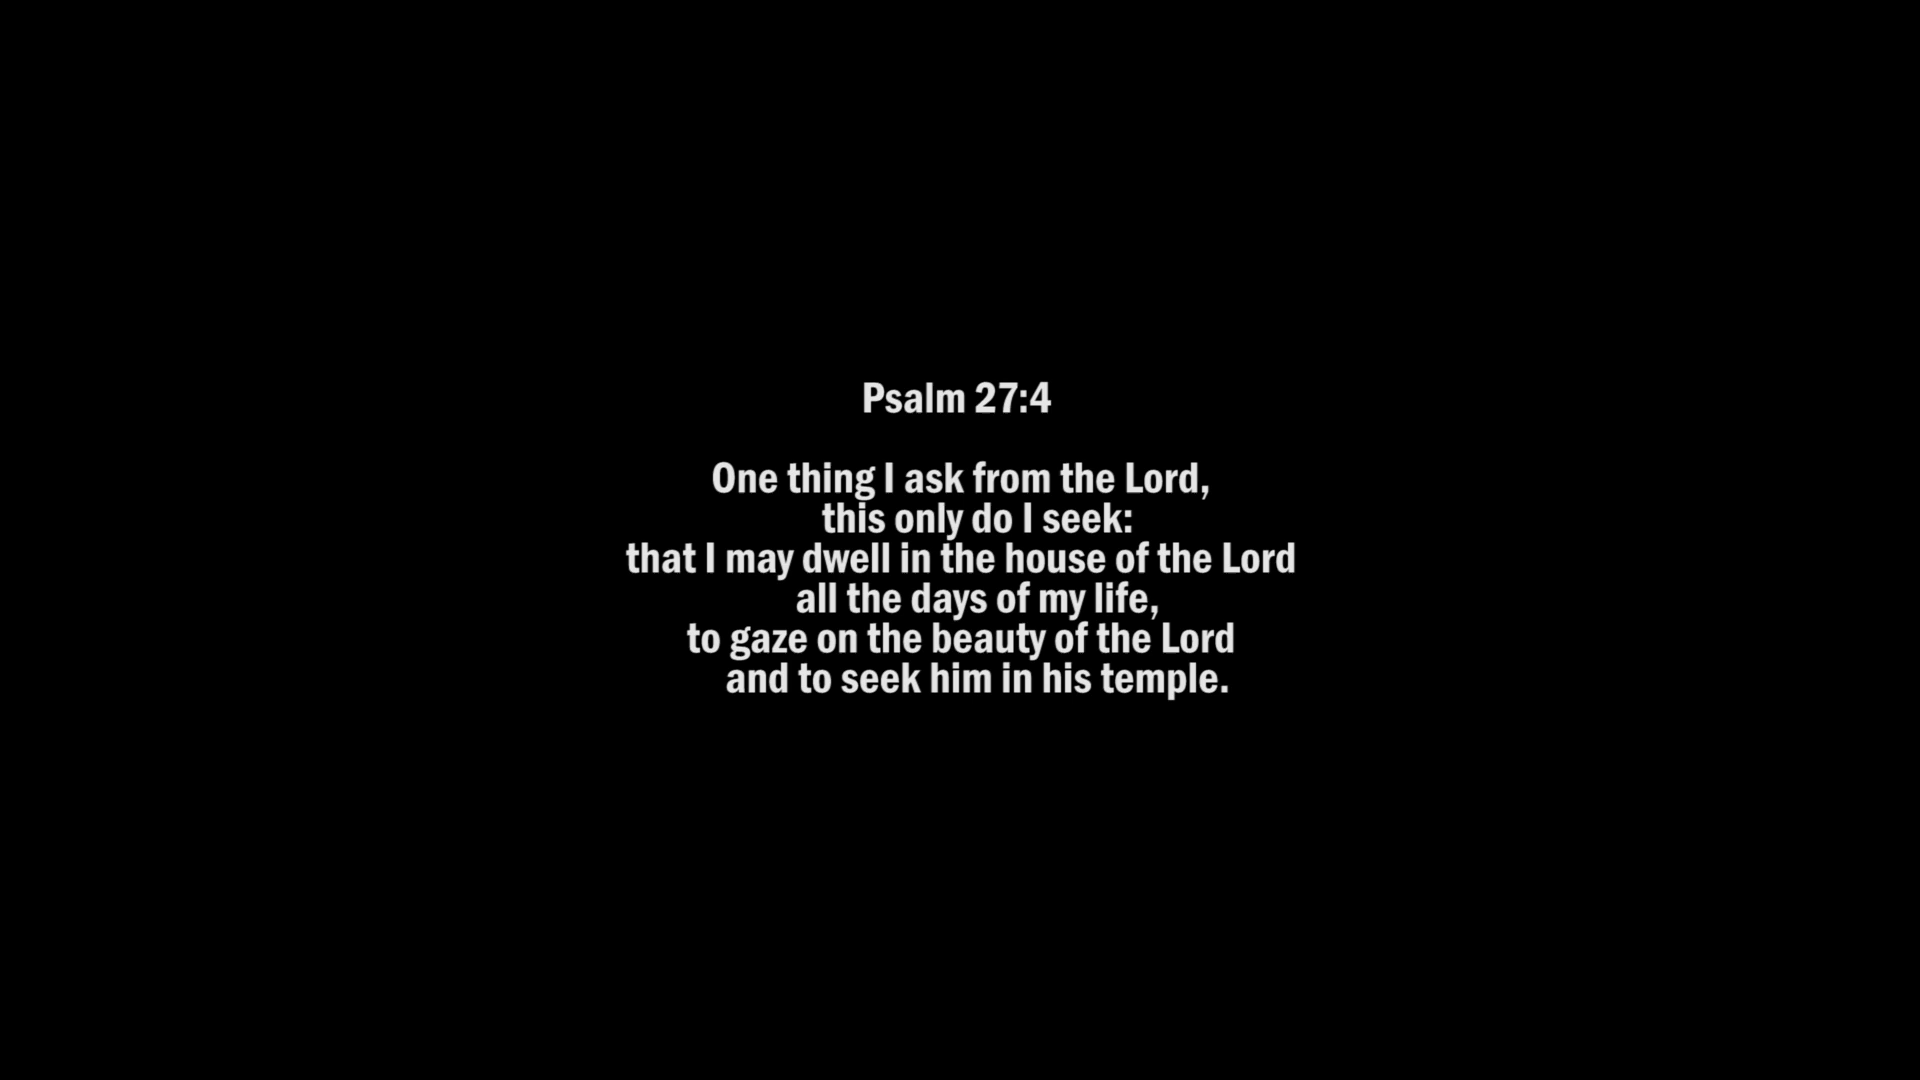 Psalm 27:4
One thing I ask from the Lord,
this only do I seek:
that I may dwell in the house of the Lord
all the days of my life,
to gaze on the beauty of the Lord
and to seek him in his temple.